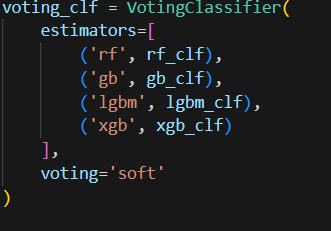 voting_clf = VotingClassifier(
    estimators=[
        ('rf', rf_clf),
        ('gb', gb_clf),
        ('lgbm', lgbm_clf),
        ('xgb', xgb_clf)
    ],
    voting='soft'
)